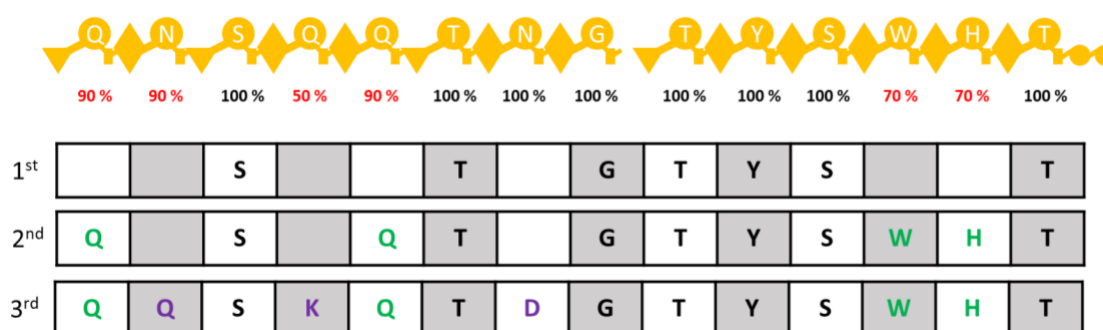 Q N S Q Q T N G T Y S W H T
90 % 90 % 100 % 50 % 90 % 100 % 100 % 100 % 100 % 100 % 100 % 70 % 70 % 100 %
1st S T G T Y S T
2nd Q S Q T G T Y S W H T
3rd Q Q S K Q T D G T Y S W H T